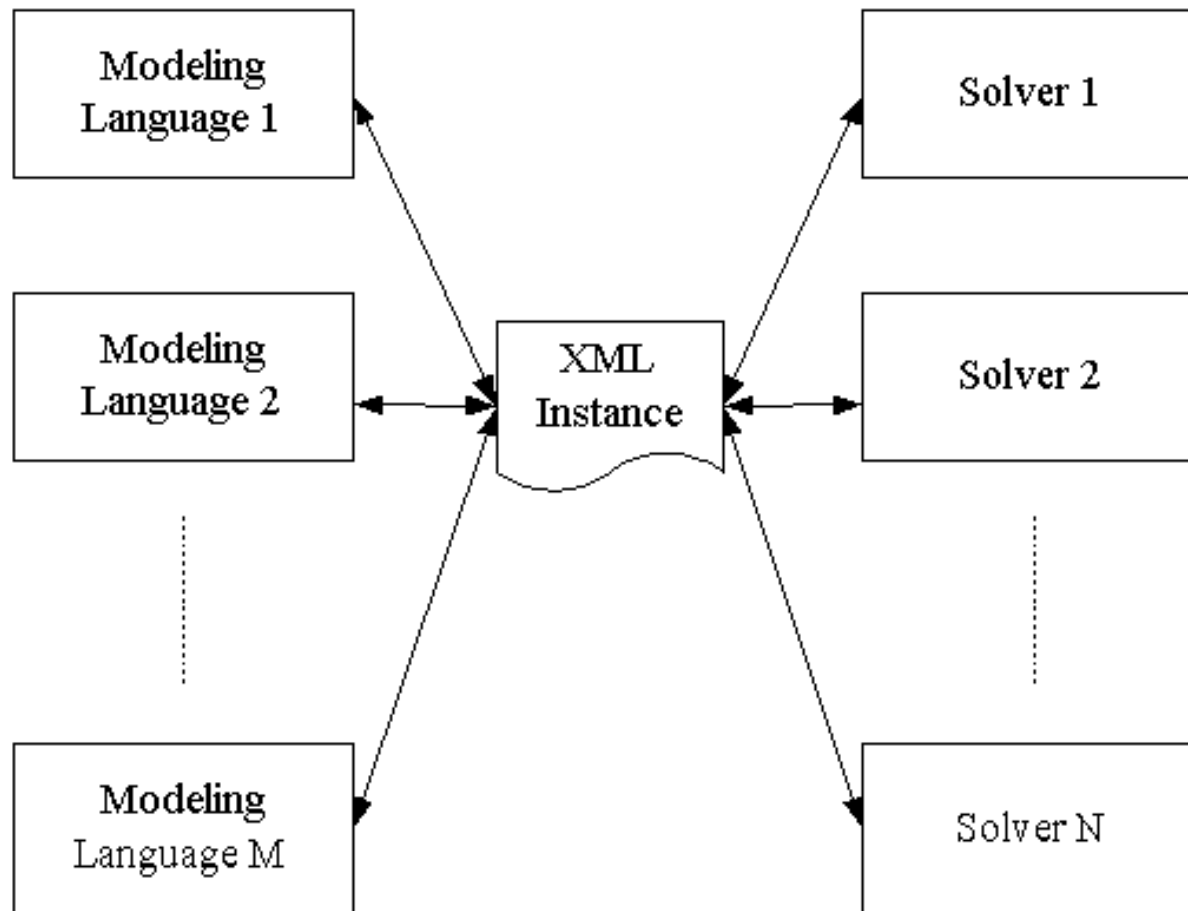 Modeling
Language 1
Solver 1
Modeling
Language 2
XML
Instance
Solver 2
Modeling
Language M
Solver N